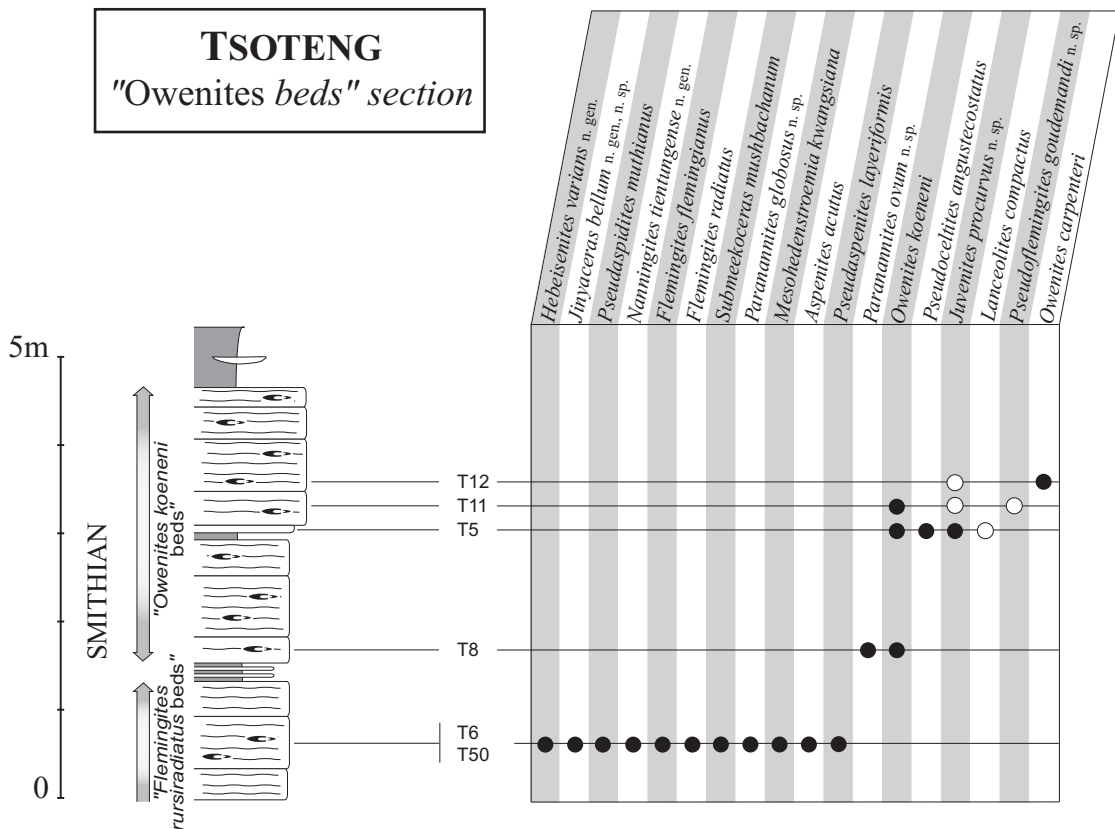 TSOTENG
"Owenites beds" section
Hebeisenites varians n. gen.
Jinyaceras bellum n. gen., n. sp.
Pseudaspidites muthianus
Nanningites tientungense n. gen.
Flemingites flemingianus
Flemingites radiatus
Submeekoceras mushbachanum
Paranannites globosus n. sp.
Mesohedenstroemia kwangsiana
Aspenites acutus
Pseudaspenites layeriformis
Paranannites ovum n. sp.
Owenites koeneni
Pseudoceltites angustecostatus
Juvenites procurvus n. sp.
Lanceolites compactus
Pseudoflemingites goudemandi n. sp.
Owenites carpenteri
5m
0
SMITHIAN
"Owenites koeneni
beds"
"Flemingites
rursiradiatus beds"
T12
T11
T5
T8
T6
T50